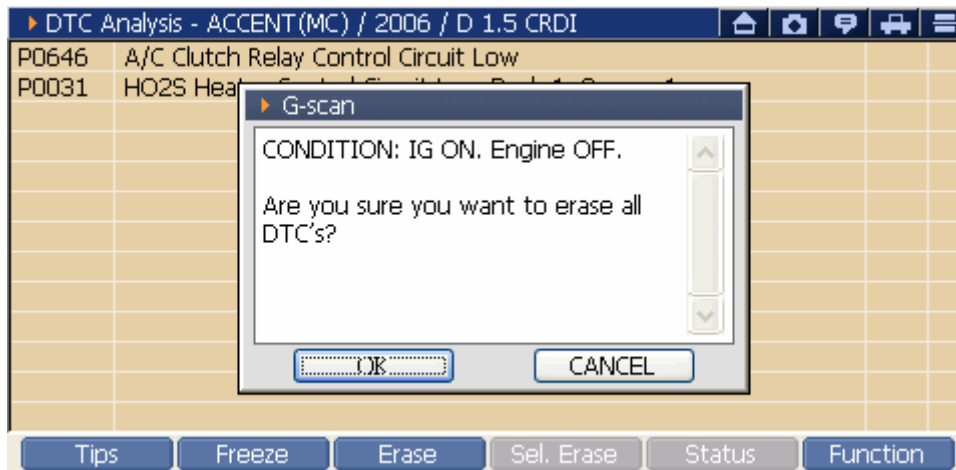 DTC Analysis - ACCENT(MC) / 2006 / D 1.5 CRDI
P0646 A/C Clutch Relay Control Circuit Low
P0031 HO2S Heater
G-scan
CONDITION: IG ON. Engine OFF.
Are you sure you want to erase all
DTC's?
OK CANCEL
Tips Freeze Erase Sel. Erase Status Function